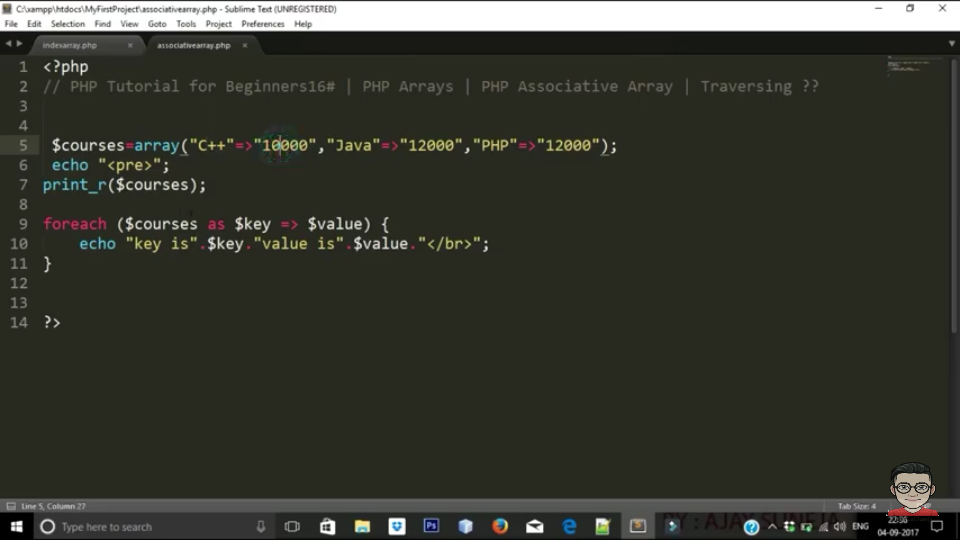 C:\xampp\htdocs\MyFirstProject\associativearray.php - Sublime Text (UNREGISTERED)
File Edit Selection Find View Goto Tools Project Preferences Help
indexarray.php × associativearray.php ×
1 <?php
2 // PHP Tutorial for Beginners16# | PHP Arrays | PHP Associative Array | Traversing ??
3
4
5 $courses=array("C++"=>"10000","Java"=>"12000","PHP"=>"12000");
6 echo "<pre>";
7 print_r($courses);
8
9 foreach ($courses as $key => $value) {
10 echo "key is".$key."value is".$value."</br>";
11 }
12
13
14 ?>
Line 5, Column 27 Tab Size: 4
Type here to search
Ps
BY : AJAY SUNEJA
ENG
22:36
04-09-2017